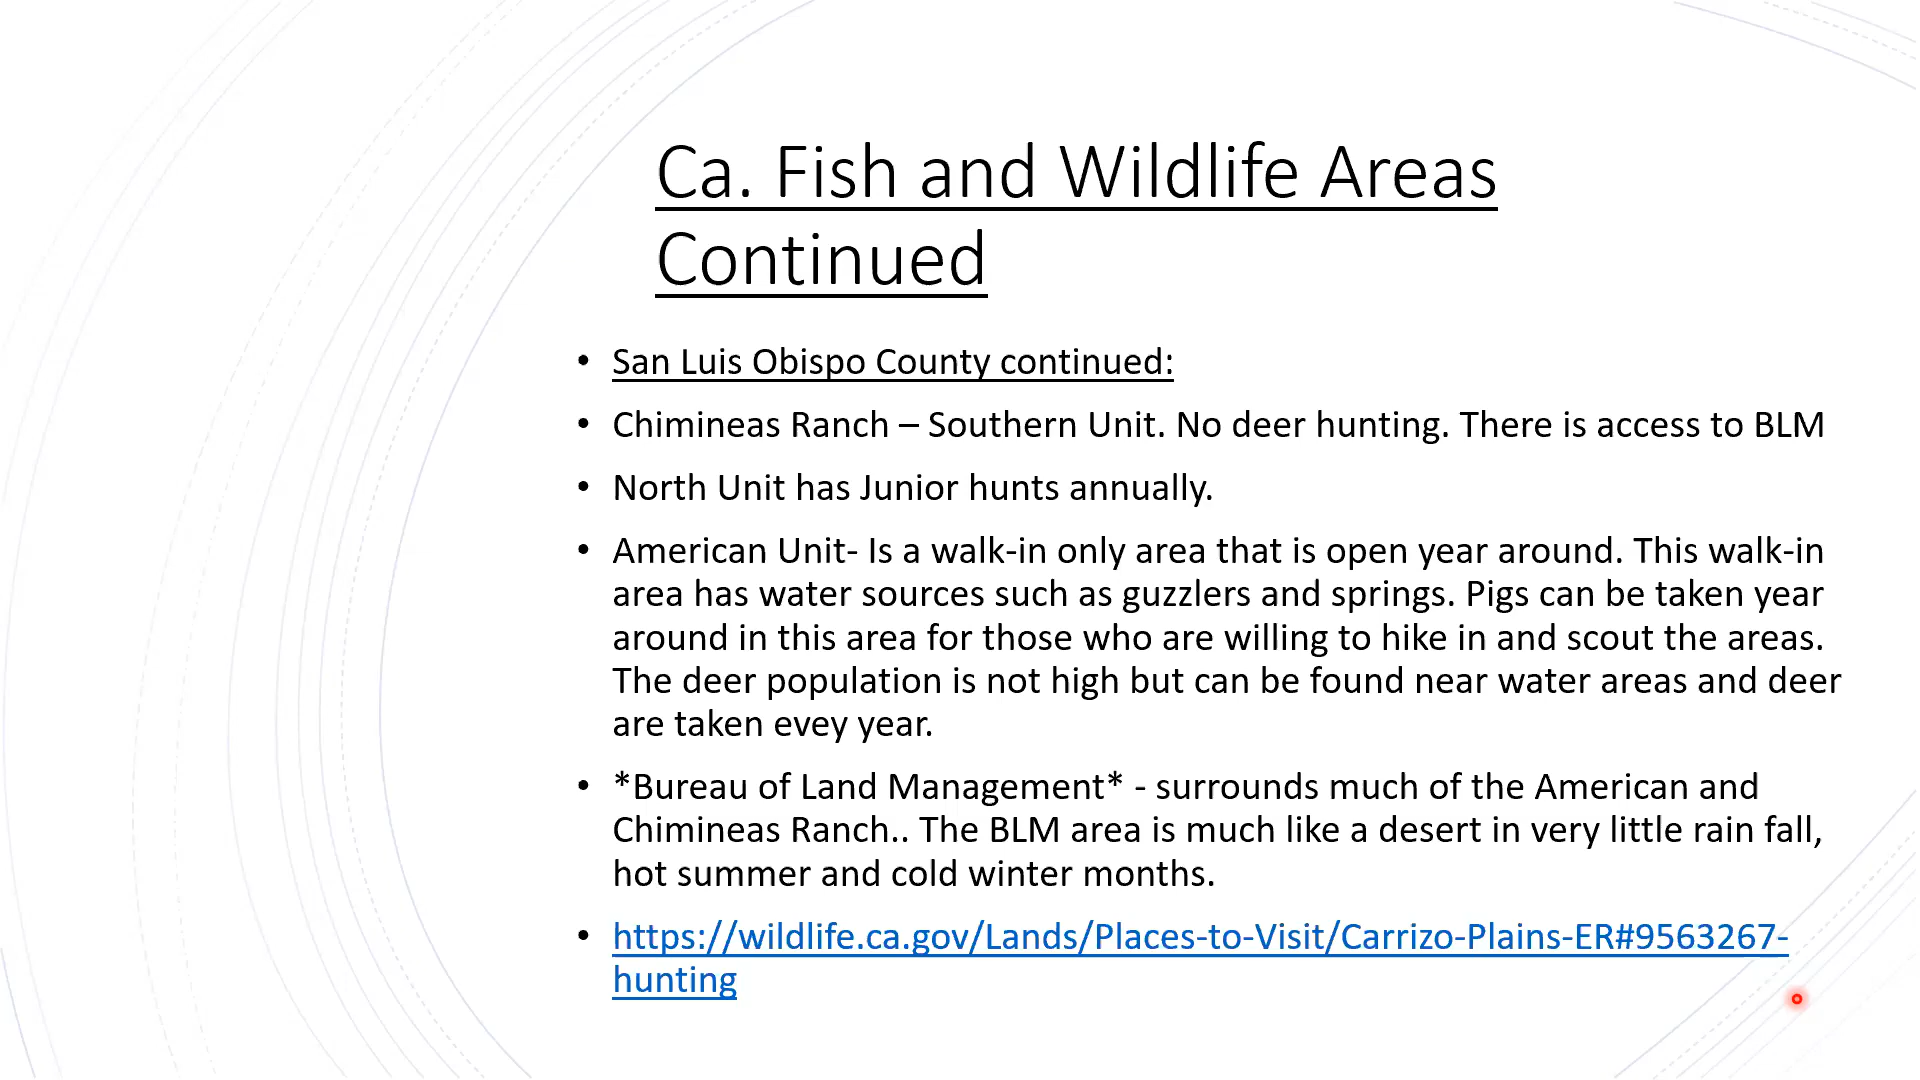 Ca. Fish and Wildlife Areas
Continued
• San Luis Obispo County continued:
• Chimineas Ranch – Southern Unit. No deer hunting. There is access to BLM
• North Unit has Junior hunts annually.
• American Unit- Is a walk-in only area that is open year around. This walk-in
area has water sources such as guzzlers and springs. Pigs can be taken year
around in this area for those who are willing to hike in and scout the areas.
The deer population is not high but can be found near water areas and deer
are taken evey year.
• *Bureau of Land Management* - surrounds much of the American and
Chimineas Ranch.. The BLM area is much like a desert in very little rain fall,
hot summer and cold winter months.
• https://wildlife.ca.gov/Lands/Places-to-Visit/Carrizo-Plains-ER#9563267-
hunting